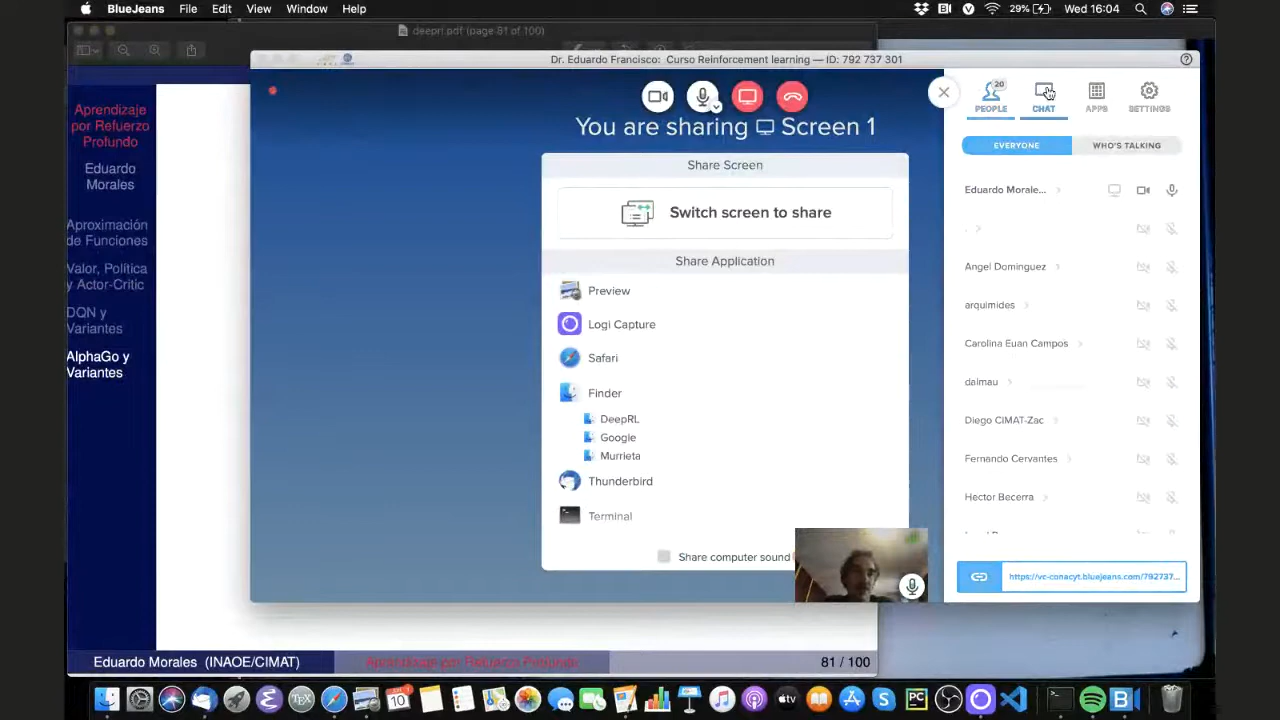 BlueJeans File Edit View Window Help
29% Wed 16:04
deeprl.pdf (page 81 of 100)
Dr. Eduardo Francisco: Curso Reinforcement learning — ID: 792 737 301
Aprendizaje
por Refuerzo
Profundo
Eduardo
Morales
Aproximación
de Funciones
Valor, Política
y Actor-Critic
DQN y
Variantes
AlphaGo y
Variantes
You are sharing Screen 1
Share Screen
Switch screen to share
Share Application
Preview
Logi Capture
Safari
Finder
DeepRL
Google
Murrieta
Thunderbird
Terminal
Share computer sound
20
PEOPLE CHAT APPS SETTINGS
EVERYONE WHO'S TALKING
Eduardo Morale...
.
Angel Dominguez
arquimides
Carolina Euan Campos
dalmau
Diego CIMAT-Zac
Fernando Cervantes
Hector Becerra
https://vc-conacyt.bluejeans.com/792737...
Eduardo Morales (INAOE/CIMAT) Aprendizaje por Refuerzo Profundo 81 / 100